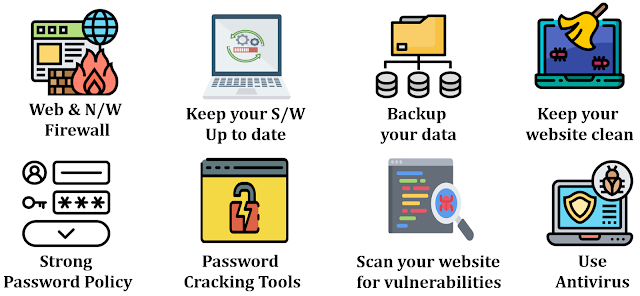 Web & N/W
Firewall
Keep your S/W
Up to date
Backup
your data
Keep your
website clean
***
Strong
Password Policy
Password
Cracking Tools
Scan your website
for vulnerabilities
Use
Antivirus